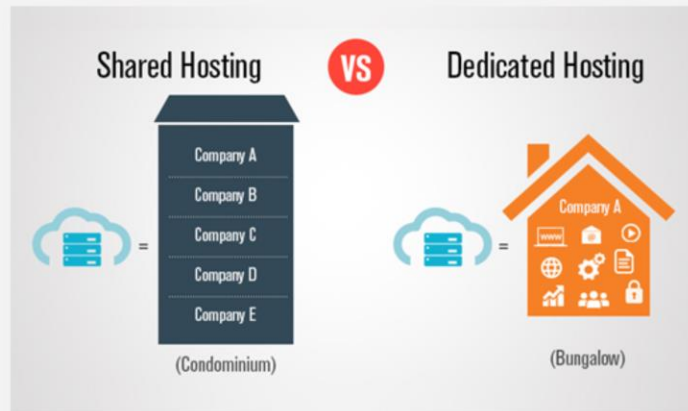 Shared Hosting
VS
Dedicated Hosting
Company A
Company B
Company C
Company D
Company E
(Condominium)
=
=
Company A
www
(Bungalow)